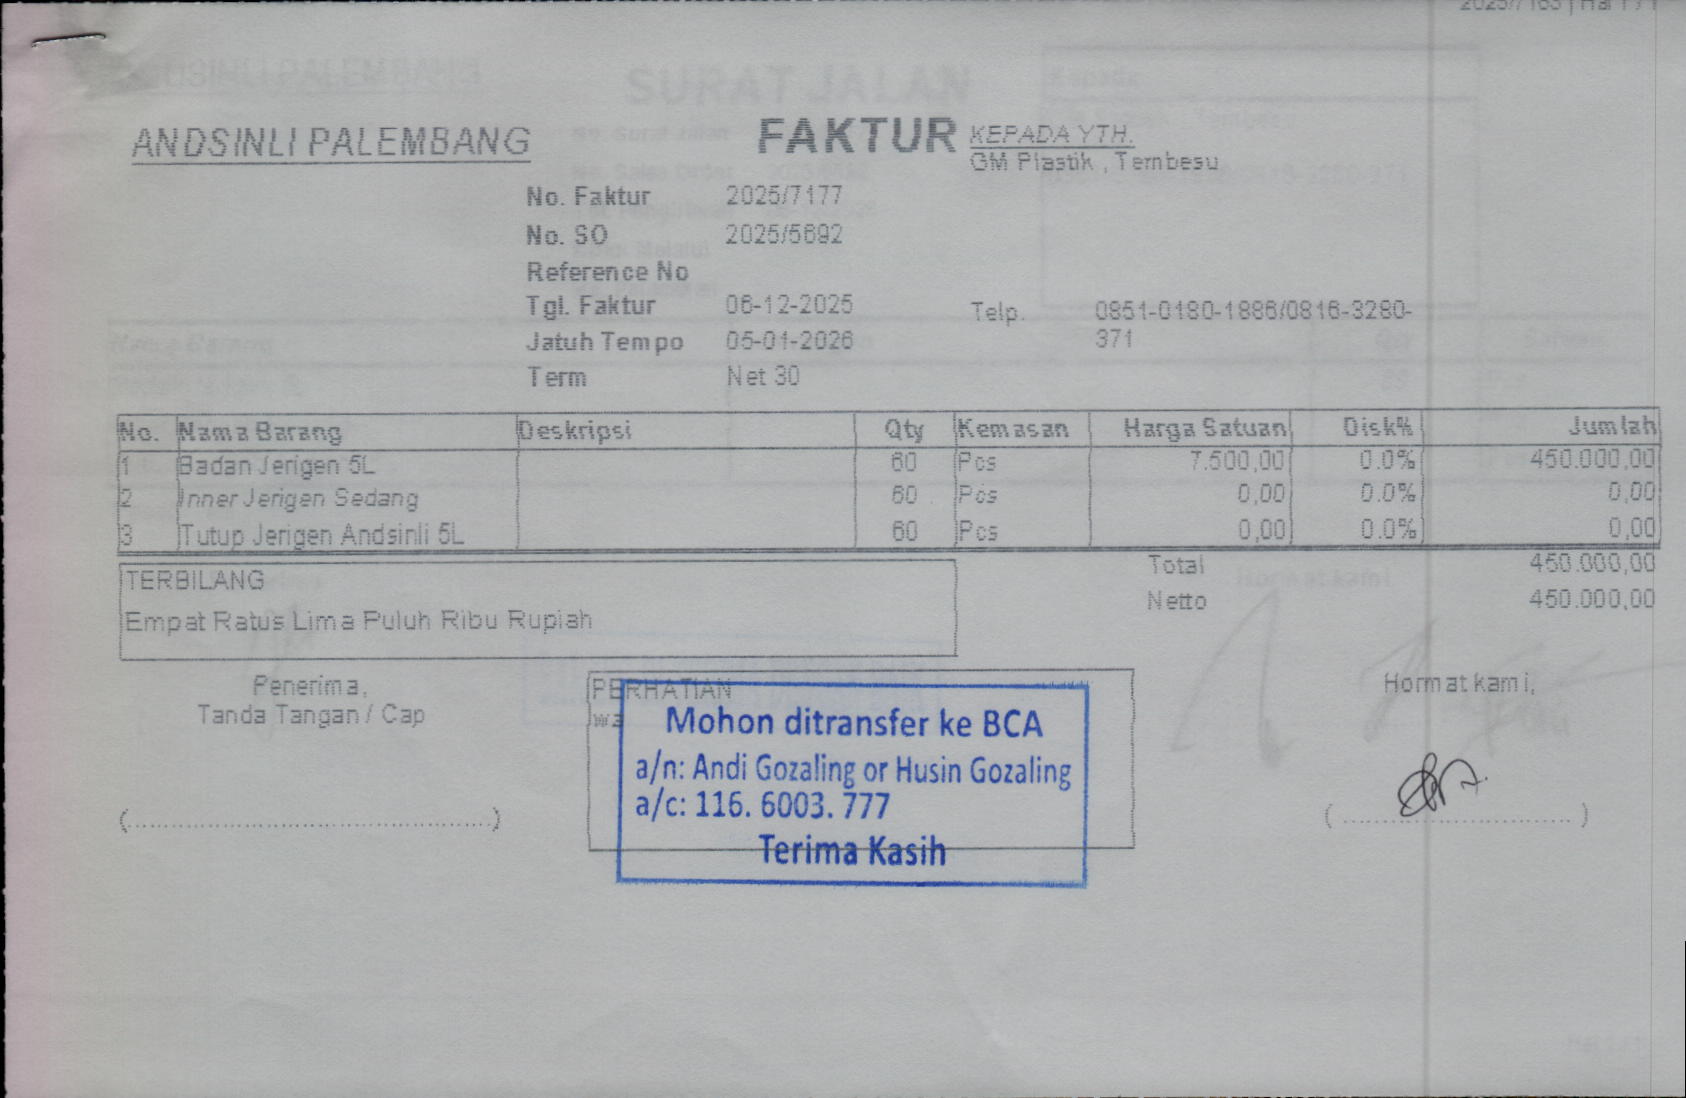 ANDSINLI PALEMBANG
FAKTUR
KEPADA YTH.
GM Plastik , Tembesu
No. Faktur 2025/7177
No. SO 2025/5692
Reference No
Tgl. Faktur 06-12-2025
Telp. 0851-0180-1886/0816-3280-
371
Jatuh Tempo 05-01-2026
Term Net 30
No. Nama Barang Deskripsi Qty Kemasan Harga Satuan Disk% Jumlah
1 Badan Jerigen 5L 60 Pcs 7.500,00 0.0% 450.000,00
2 Inner Jerigen Sedang 60 Pcs 0,00 0.0% 0,00
3 Tutup Jerigen Andsinli 5L 60 Pcs 0,00 0.0% 0,00
Total 450.000,00
Netto 450.000,00
TERBILANG
Empat Ratus Lima Puluh Ribu Rupiah
Penerima,
Tanda Tangan / Cap
PERHATIAN
Mohon ditransfer ke BCA
a/n: Andi Gozaling or Husin Gozaling
a/c: 116. 6003. 777
Terima Kasih
Hormat kami,
SURAT JALAN
Kepada